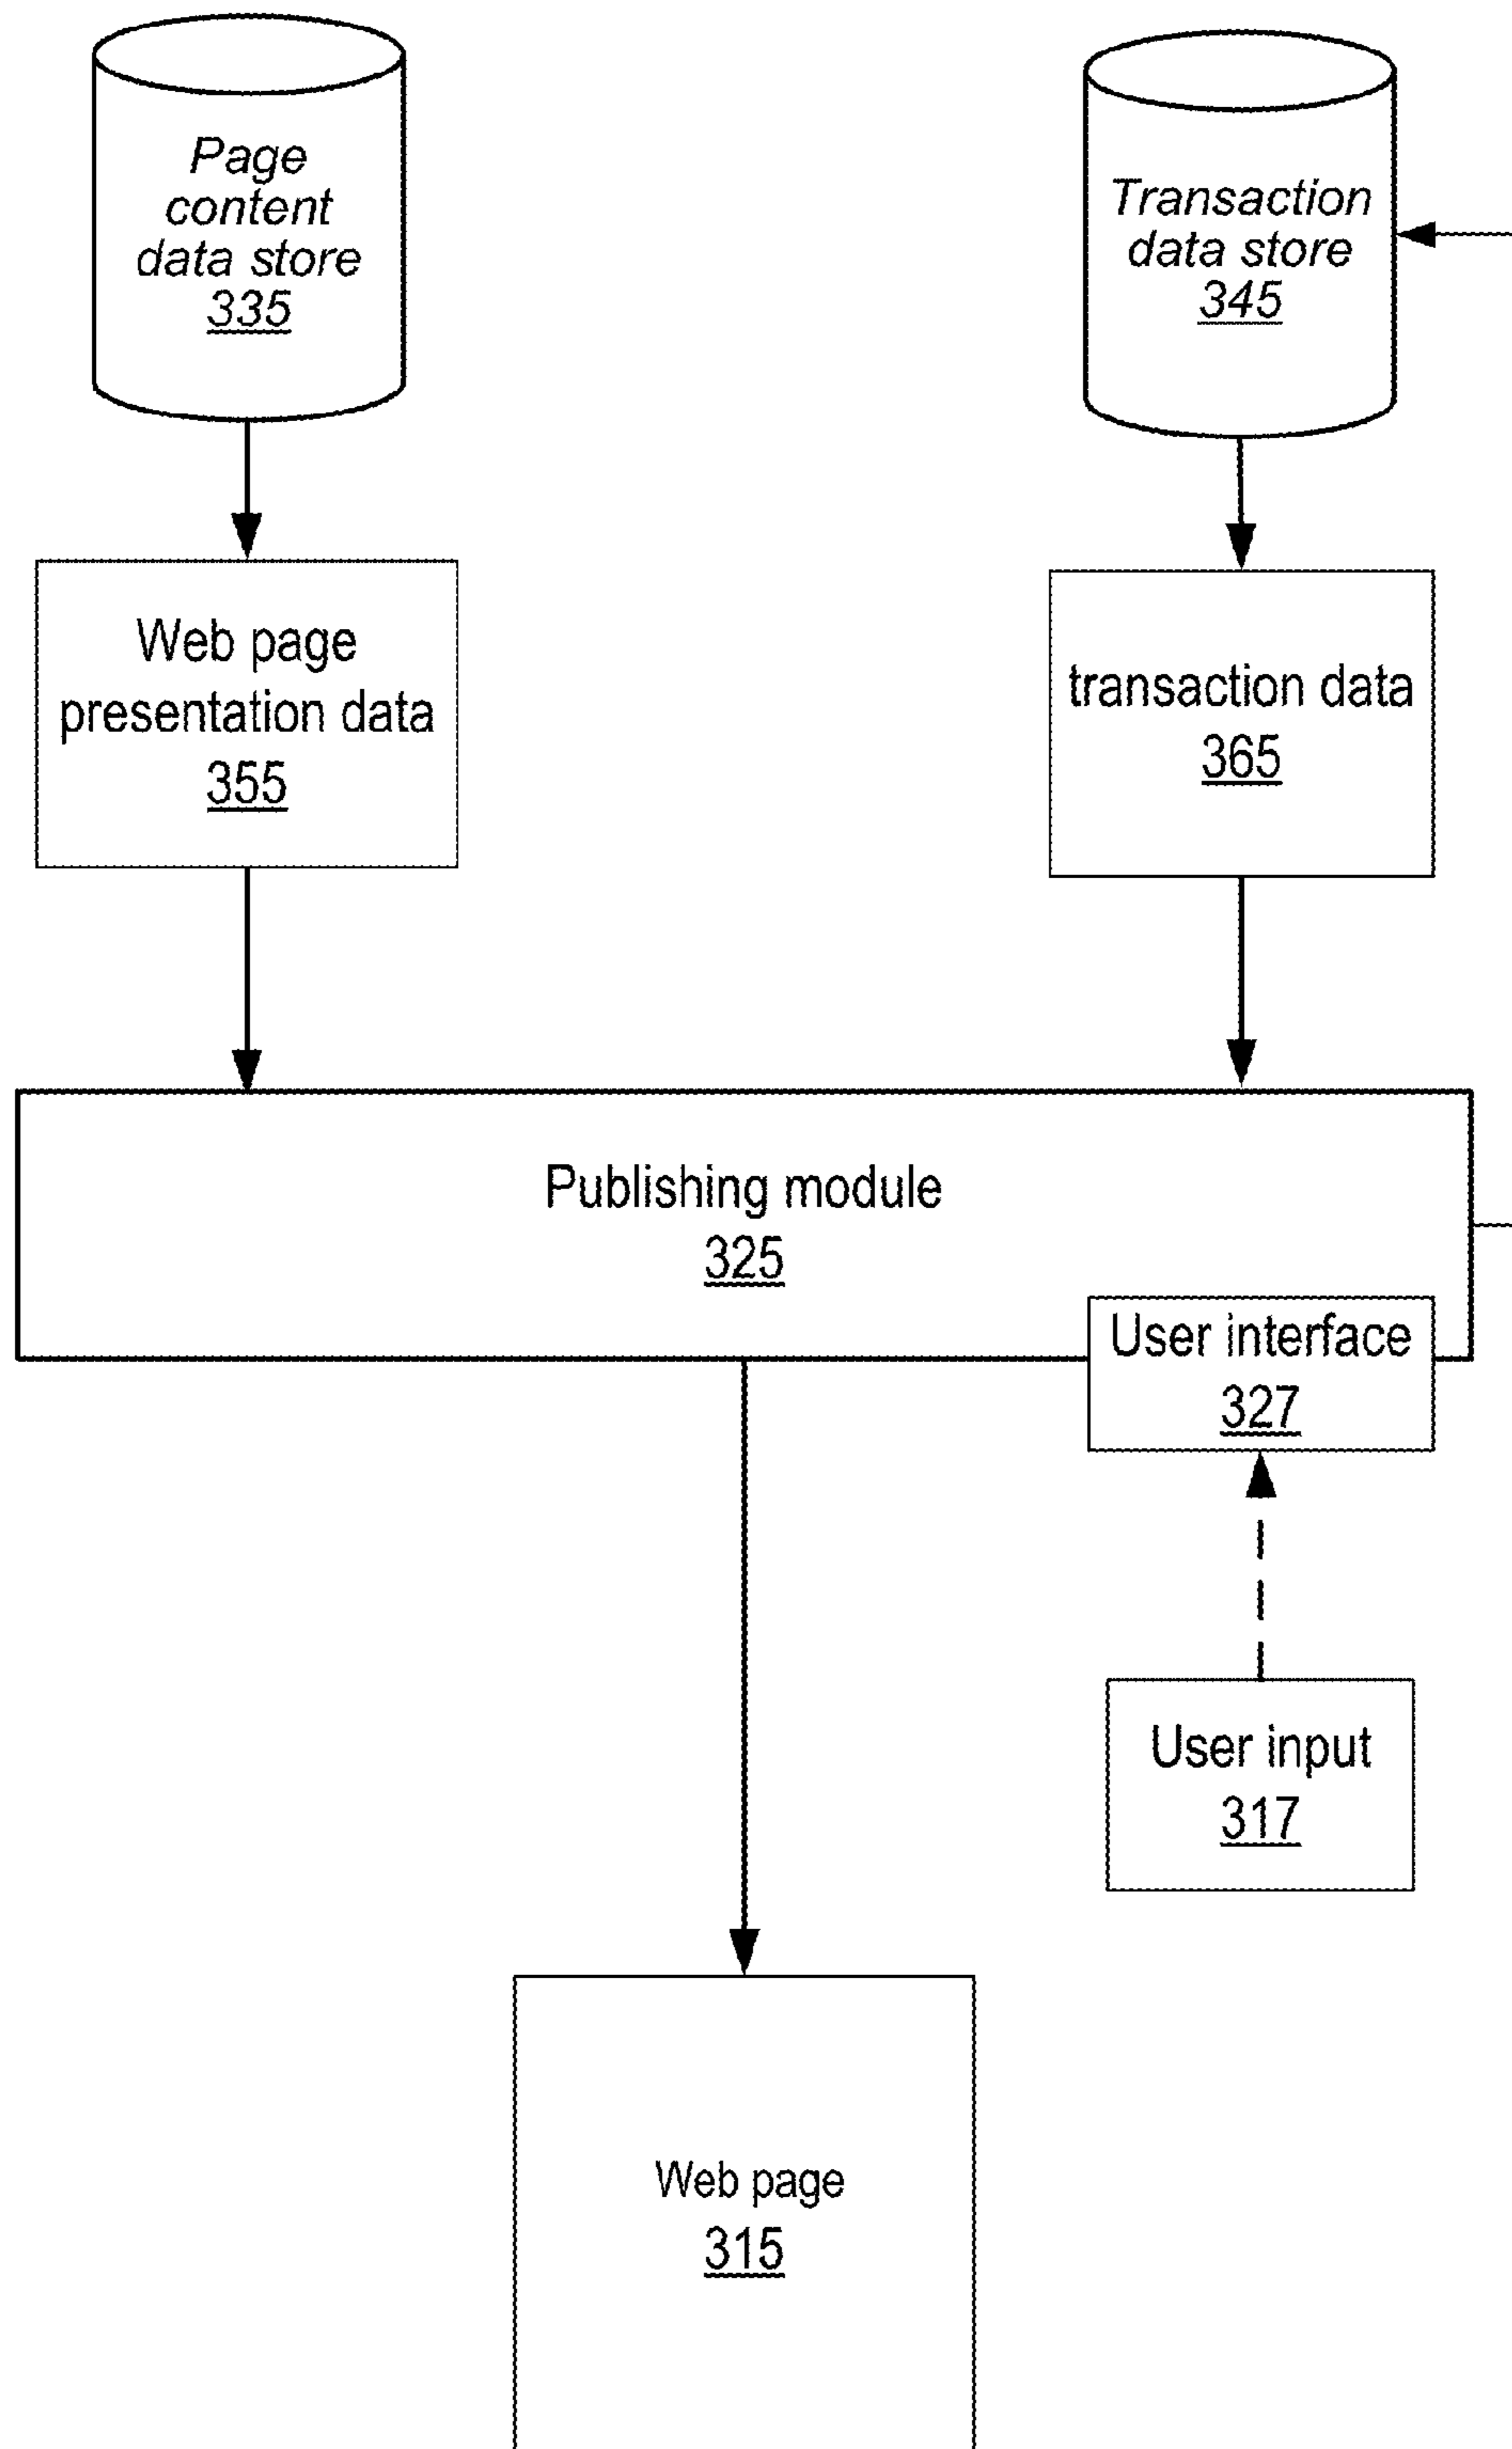 Page
content
data store
335
Transaction
data store
345
Web page
presentation data
355
transaction data
365
Publishing module
325
User interface
327
User input
317
Web page
315